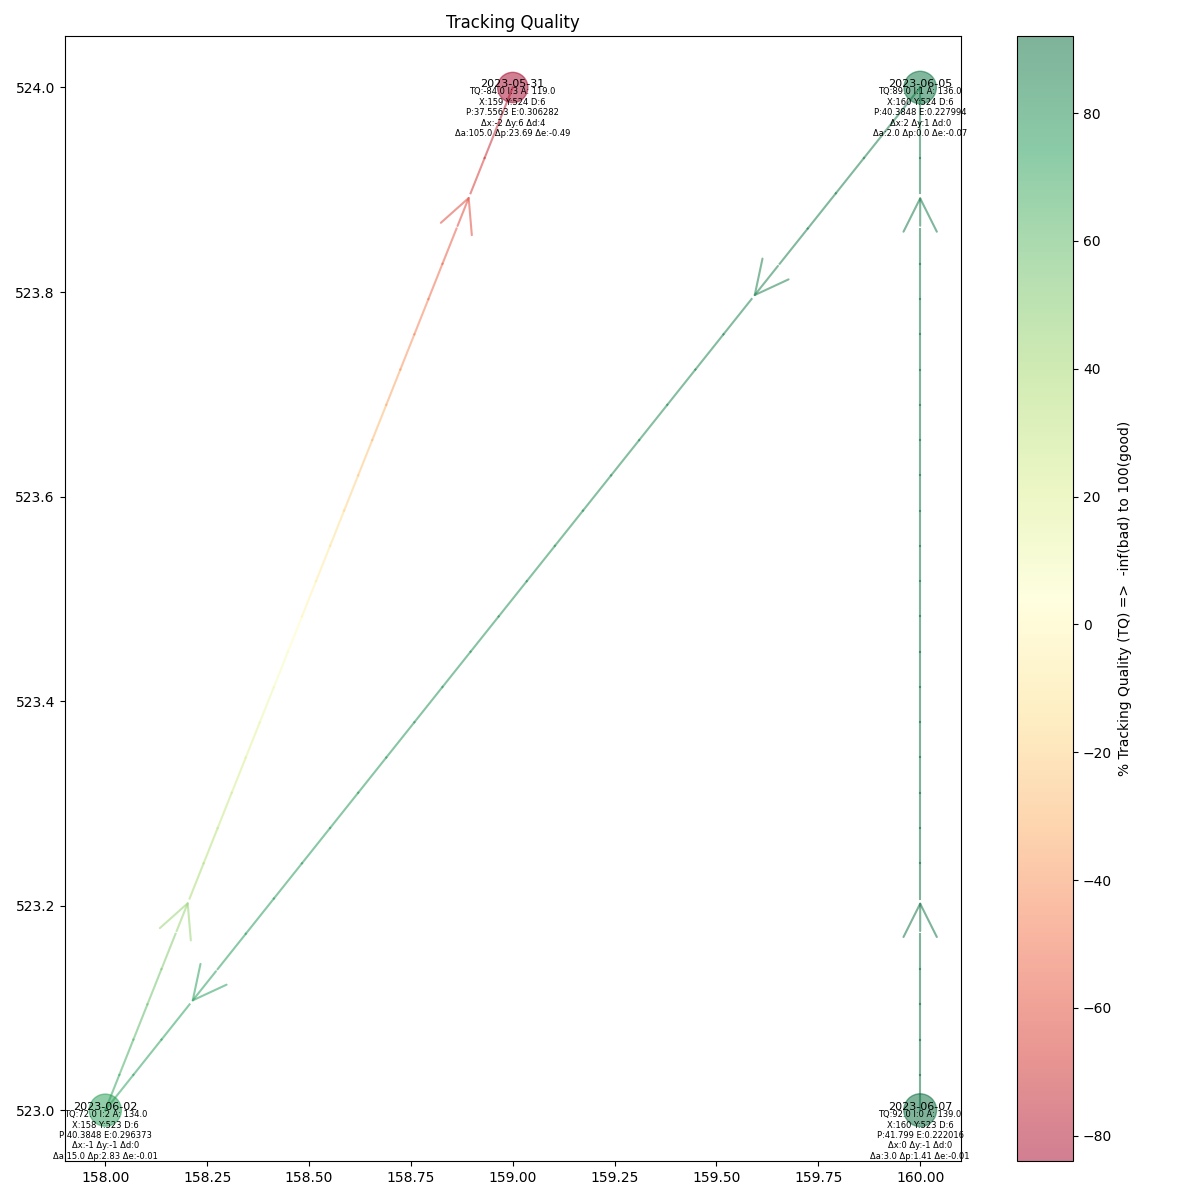 Tracking Quality
524.0
523.8
523.6
523.4
523.2
523.0
2023-05-31
TQ:-84.0 I:3 A: 119.0
X:159 Y:524 D:6
P:37.5563 E:0.306282
Δx:-2 Δy:6 Δd:4
Δa:105.0 Δp:23.69 Δe:-0.49
2023-06-05
TQ:89.0 I:1 A: 136.0
X:160 Y:524 D:6
P:40.3848 E:0.227994
Δx:2 Δy:1 Δd:0
Δa:2.0 Δp:0.0 Δe:-0.07
2023-06-02
TQ:72.0 I:2 A: 134.0
X:158 Y:523 D:6
P:40.3848 E:0.296373
Δx:-1 Δy:-1 Δd:0
Δa:15.0 Δp:2.83 Δe:-0.01
2023-06-07
TQ:92.0 I:0 A: 139.0
X:160 Y:523 D:6
P:41.799 E:0.222016
Δx:0 Δy:-1 Δd:0
Δa:3.0 Δp:1.41 Δe:-0.01
158.00
158.25
158.50
158.75
159.00
159.25
159.50
159.75
160.00
80
60
40
20
0
−20
−40
−60
−80
% Tracking Quality (TQ) => -inf(bad) to 100(good)